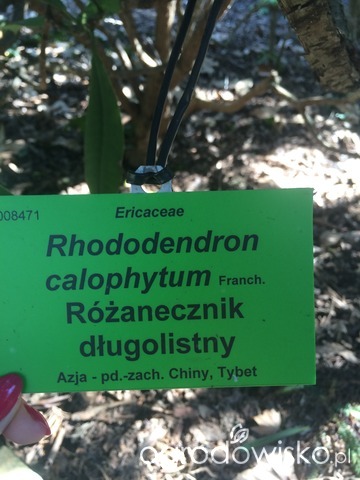 008471
Ericaceae
Rhododendron
calophytum Franch.
Różanecznik
długolistny
Azja - pd.-zach. Chiny, Tybet
ogrodowisko.pl